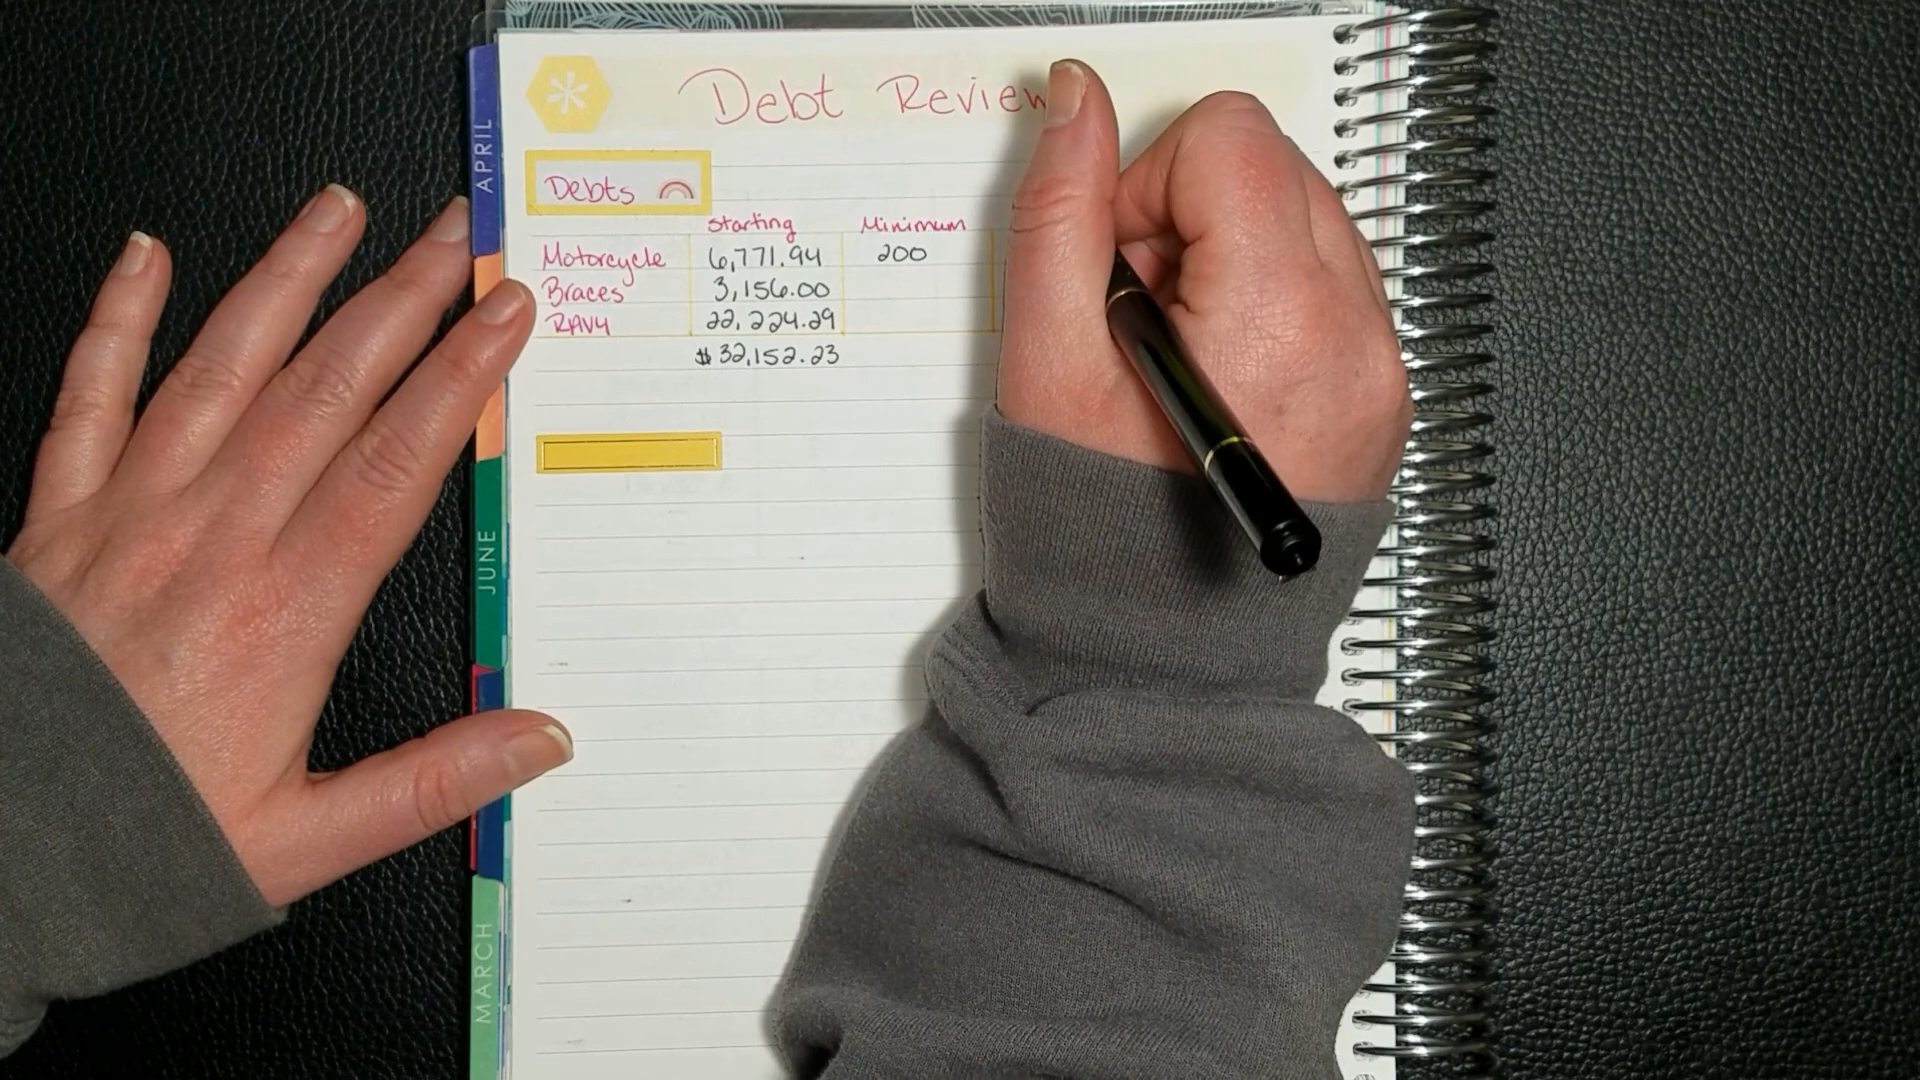 Debt Review
Debts
Starting Minimum
Motorcycle 6,771.94 200
Braces 3,156.00
RAV4 22,224.29
$32,152.23
APRIL
JUNE
MARCH